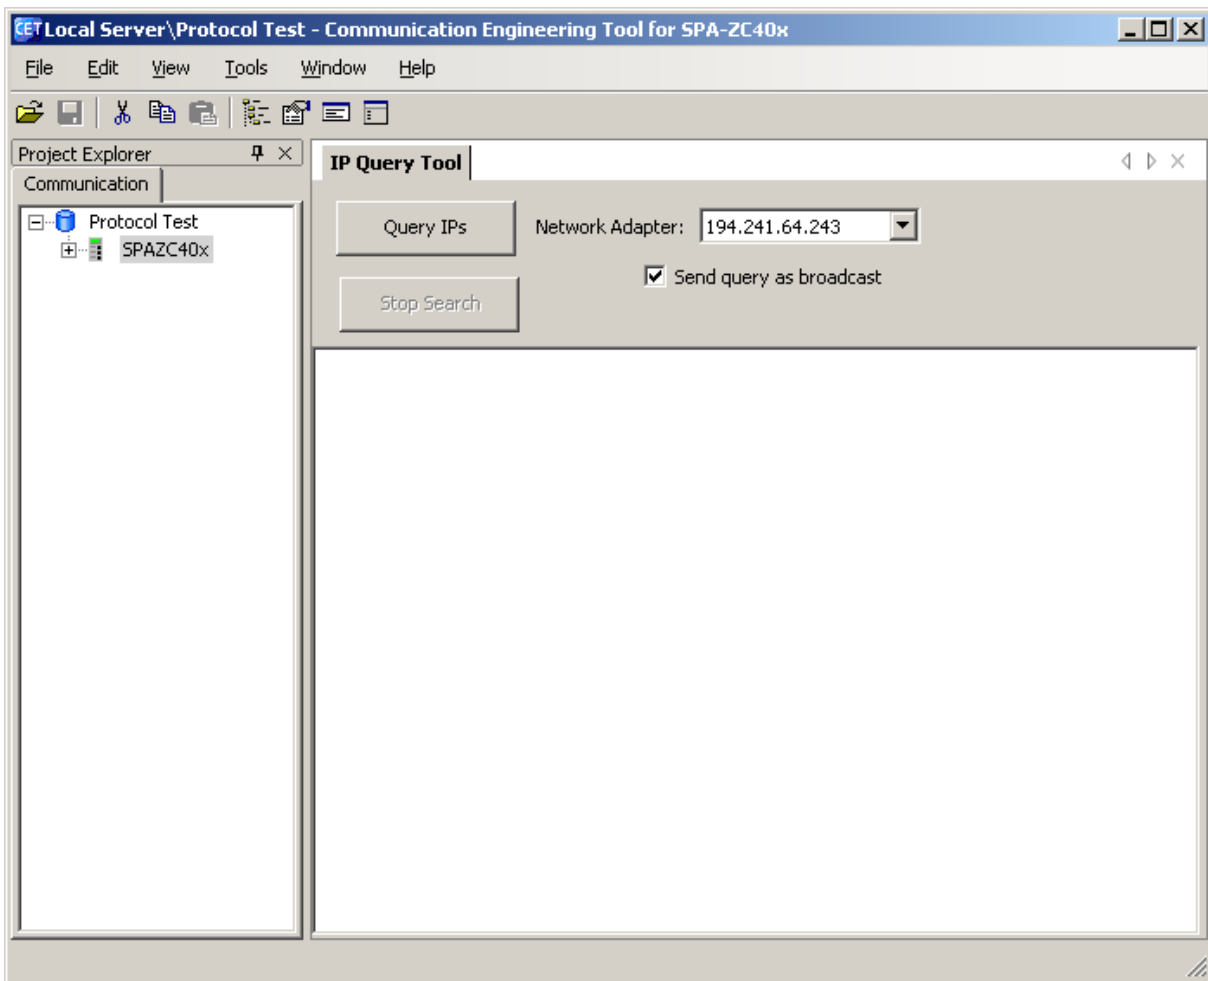 CET Local Server\Protocol Test - Communication Engineering Tool for SPA-ZC40x
File Edit View Tools Window Help
Project Explorer
Communication
Protocol Test
SPAZC40x
IP Query Tool
Query IPs
Network Adapter: 194.241.64.243
Send query as broadcast
Stop Search